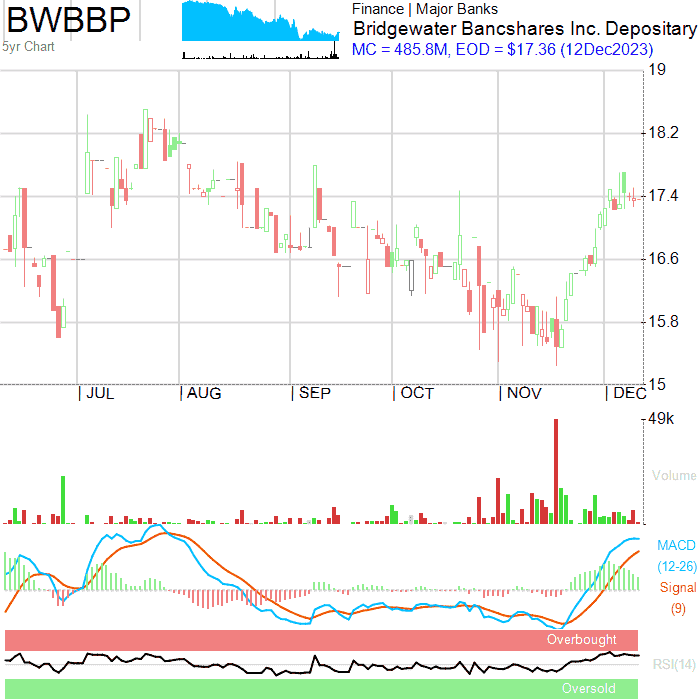 BWBBP
5yr Chart
Finance | Major Banks
Bridgewater Bancshares Inc. Depositary
MC = 485.8M, EOD = $17.36 (12Dec2023)
19
18.2
17.4
16.6
15.8
15
| JUL | AUG | SEP | OCT | NOV | DEC
49k
Volume
MACD
(12-26)
Signal
(9)
Overbought
RSI(14)
Oversold